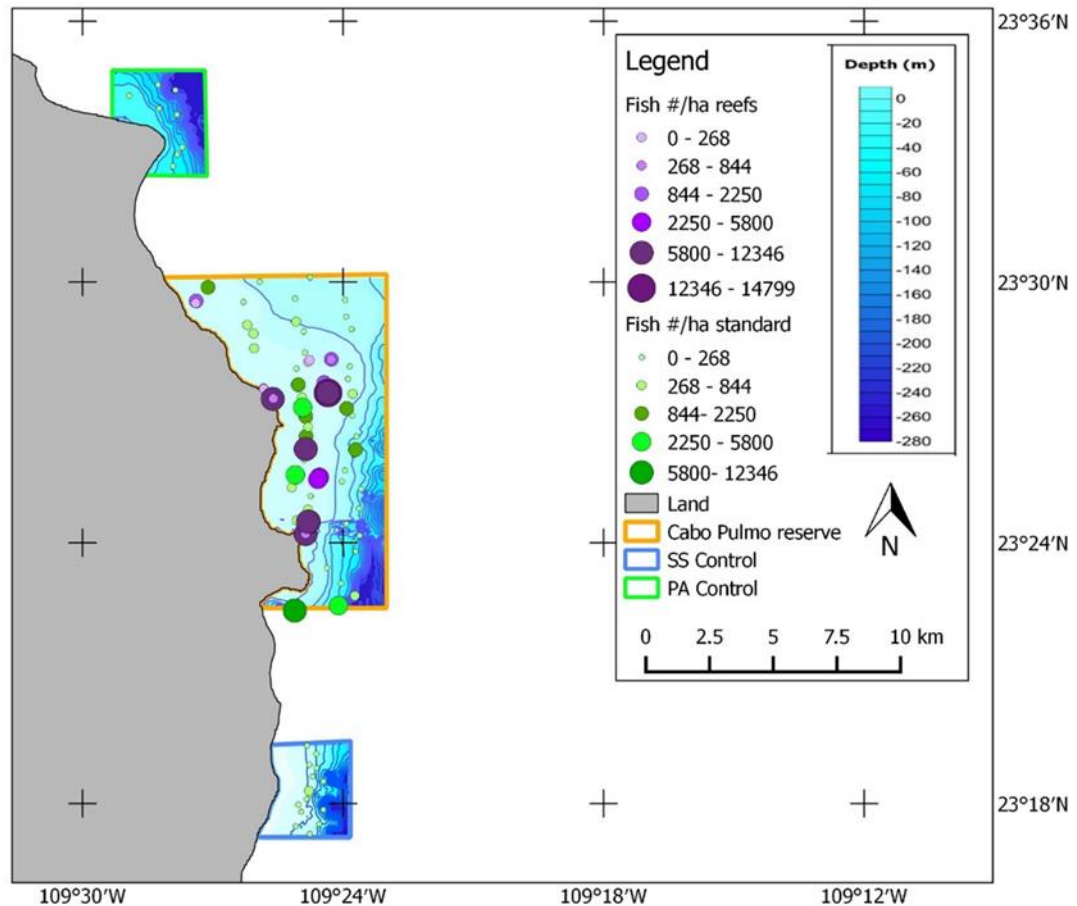 23°36′N
Legend
Fish #/ha reefs
0 - 268
268 - 844
844 - 2250
2250 - 5800
5800 - 12346
12346 - 14799
Fish #/ha standard
0 - 268
268 - 844
844- 2250
2250 - 5800
5800- 12346
Land
Cabo Pulmo reserve
SS Control
PA Control
Depth (m)
0
-20
-40
-60
-80
-100
-120
-140
-160
-180
-200
-220
-240
-260
-280
N
0 2.5 5 7.5 10 km
23°30′N
23°24′N
23°18′N
109°30′W 109°24′W 109°18′W 109°12′W